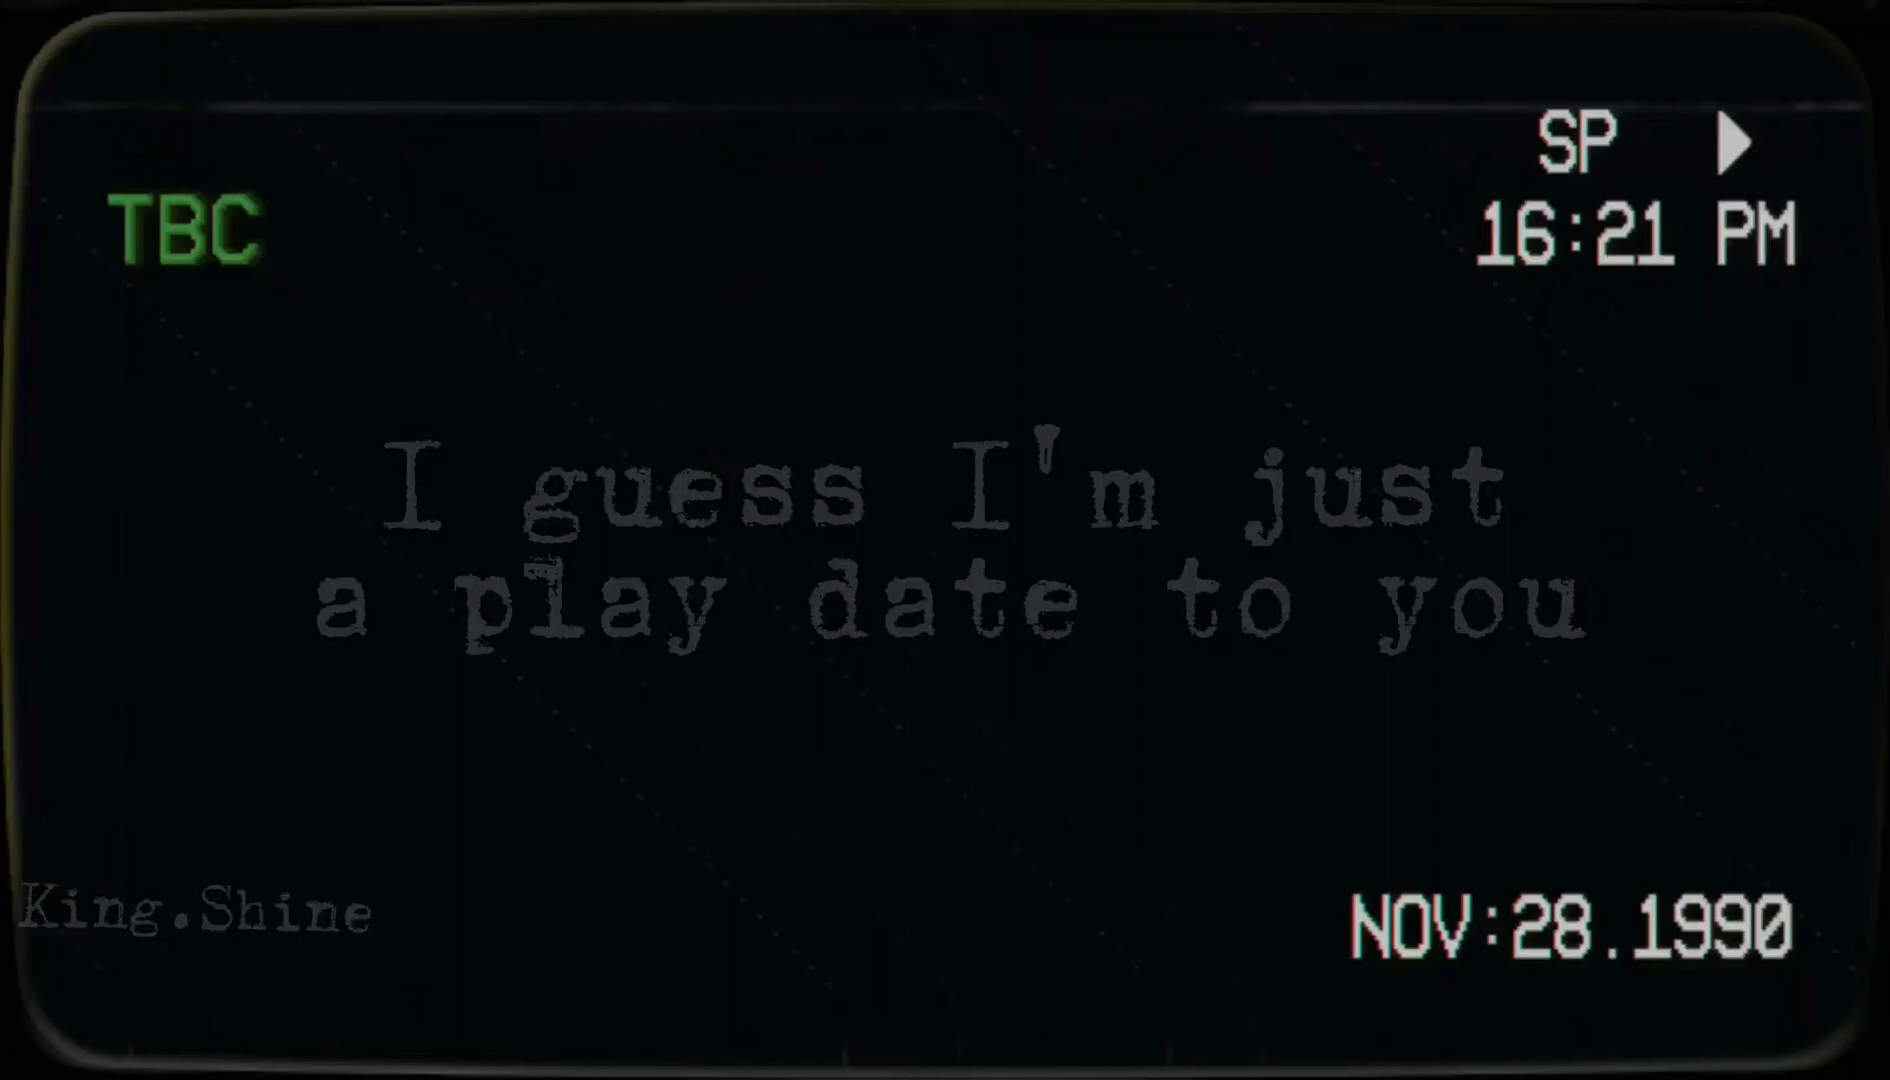 SP
TBC
16:21 PM
I guess I'm just
a play date to you
King.Shine
NOV:28.1990